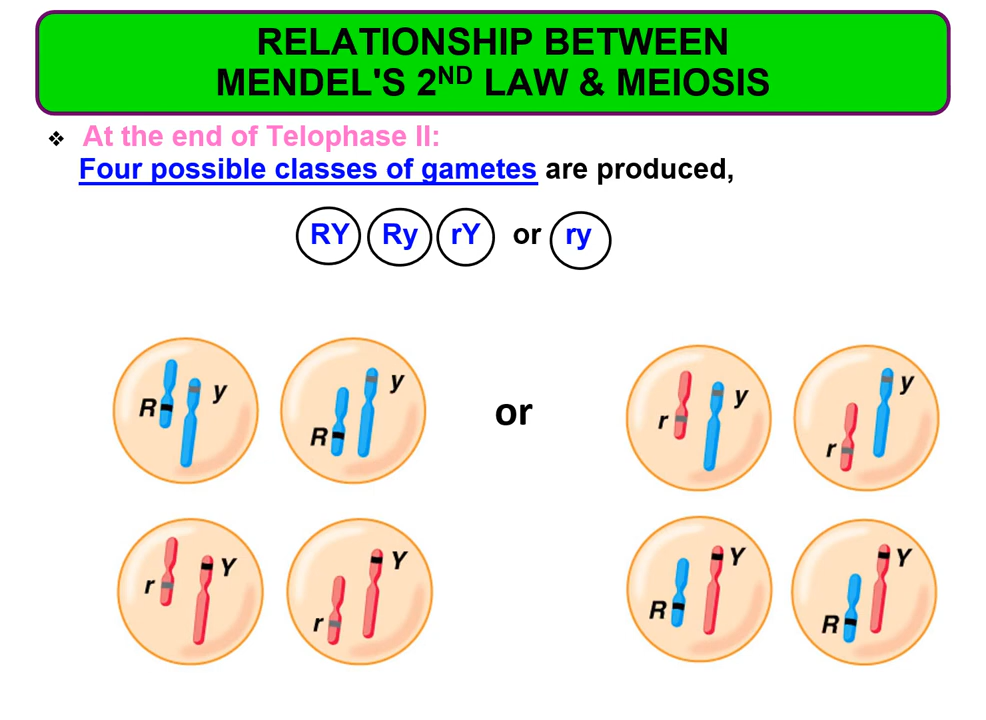 RELATIONSHIP BETWEEN
MENDEL'S 2ND LAW & MEIOSIS
❖ At the end of Telophase II:
Four possible classes of gametes are produced,
RY Ry rY or ry
R y R y
or
r y r y
r Y r Y
R Y R Y